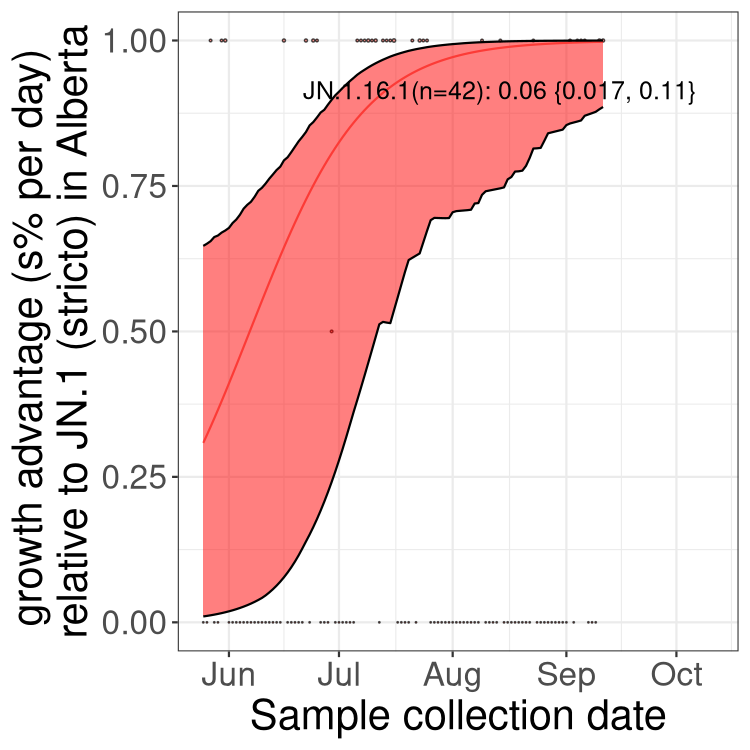 growth advantage (s% per day)
relative to JN.1 (stricto) in Alberta
1.00
0.75
0.50
0.25
0.00
JN.1.16.1(n=42): 0.06 {0.017, 0.11}
Jun Jul Aug Sep Oct
Sample collection date